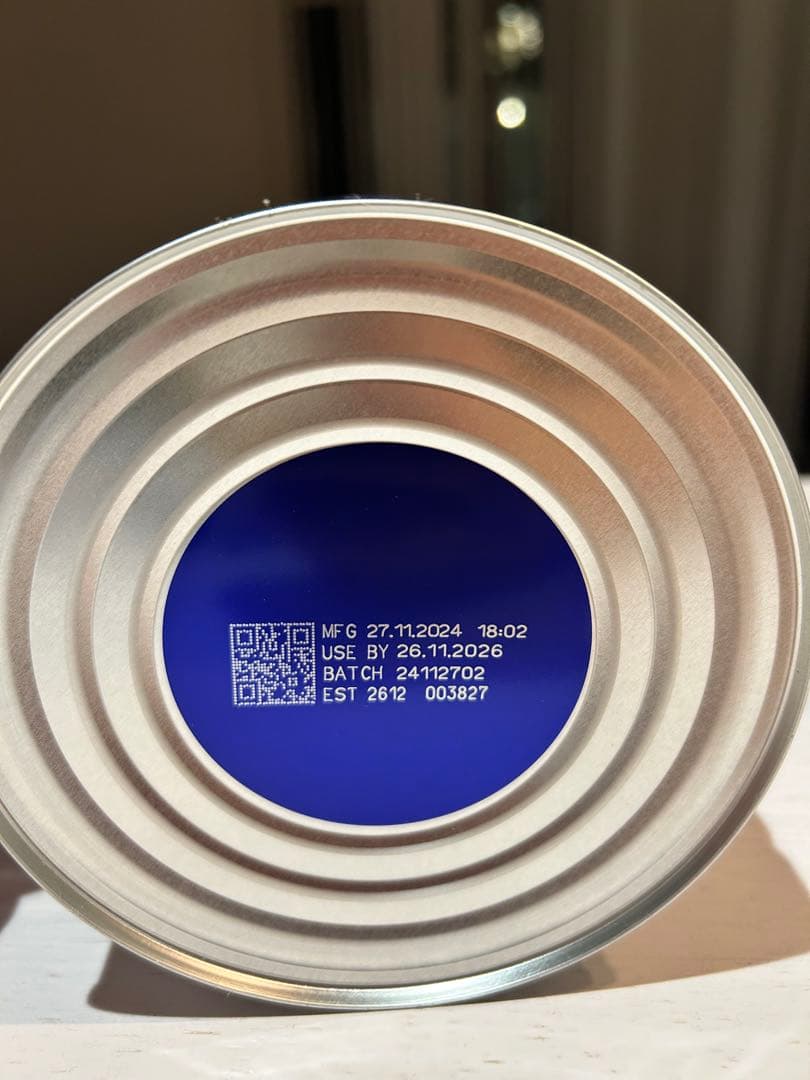 MFG 27.11.2024 18:02
USE BY 26.11.2026
BATCH 24112702
EST 2612 003827